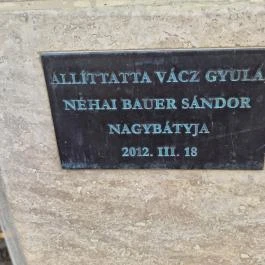 ÁLLÍTTATTA VÁCZ GYULA
NÉHAI BAUER SÁNDOR
NAGYBÁTYJA
2012. III. 18